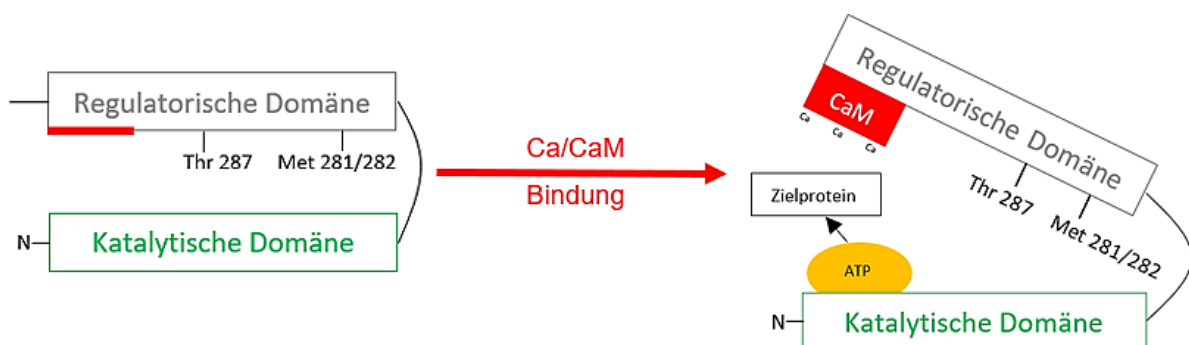 Regulatorische Domäne
Thr 287
Met 281/282
N
Katalytische Domäne
Ca/CaM
Bindung
Regulatorische Domäne
CaM
Ca
Ca
Ca
Thr 287
Met 281/282
Zielprotein
ATP
N
Katalytische Domäne